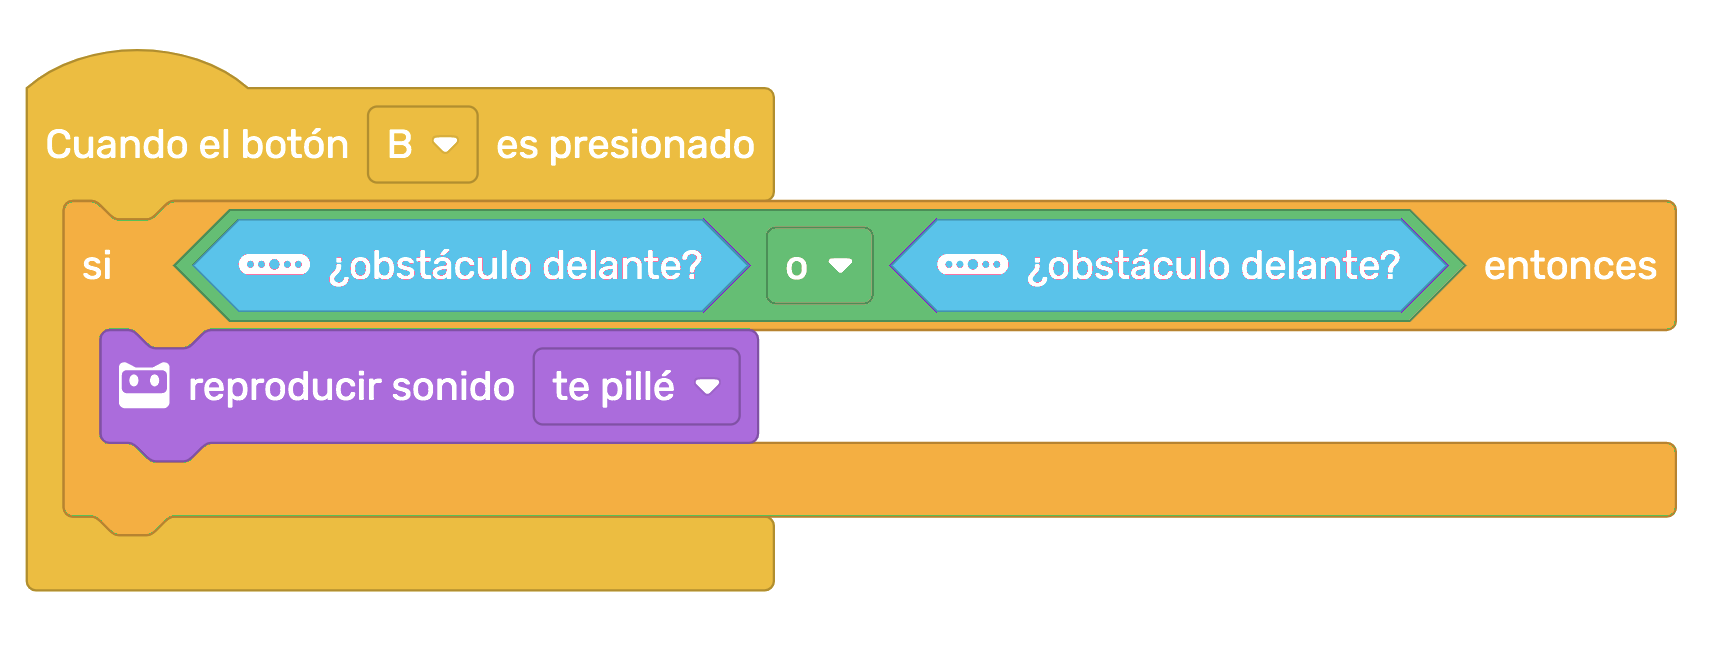 Cuando el botón B es presionado
si ¿obstáculo delante? o ¿obstáculo delante? entonces
reproducir sonido te pillé